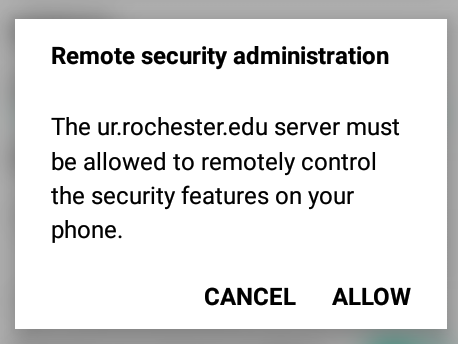 Remote security administration
The ur.rochester.edu server must
be allowed to remotely control
the security features on your
phone.
CANCEL ALLOW